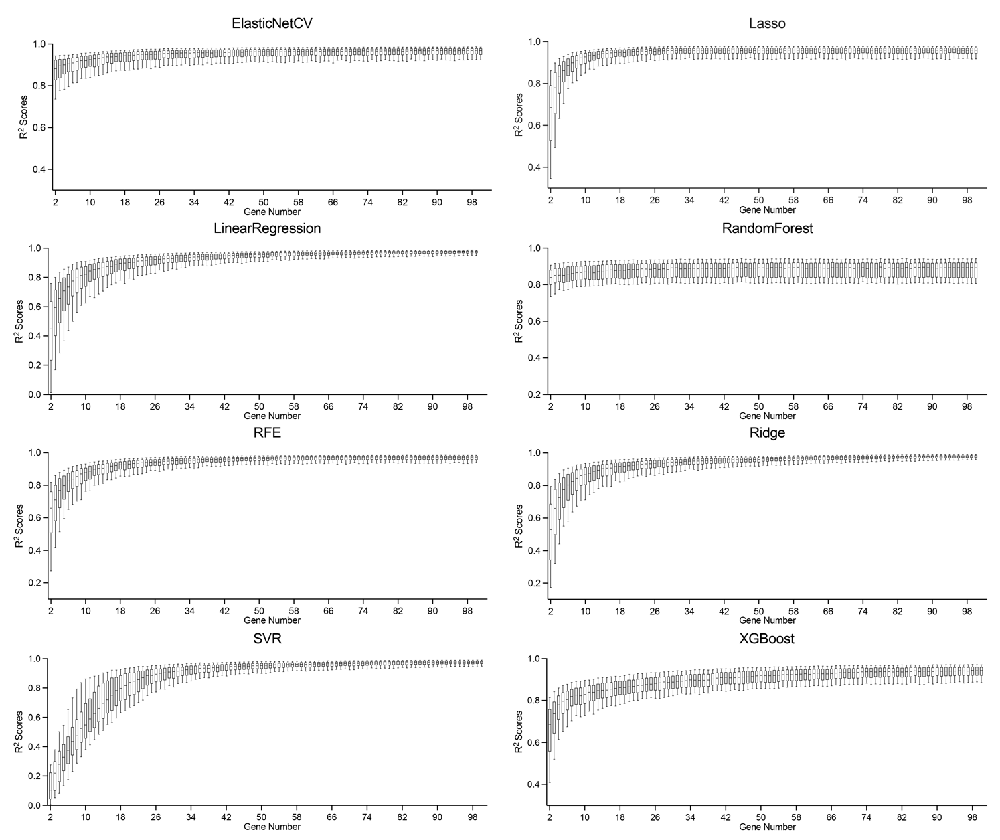 ElasticNetCV
1.0
0.8
0.6
0.4
R² Scores
2 10 18 26 34 42 50 58 66 74 82 90 98
Gene Number
Lasso
1.0
0.8
0.6
0.4
R² Scores
2 10 18 26 34 42 50 58 66 74 82 90 98
Gene Number
LinearRegression
1.0
0.8
0.6
0.4
0.2
0.0
R² Scores
2 10 18 26 34 42 50 58 66 74 82 90 98
Gene Number
RandomForest
1.0
0.8
0.6
0.4
0.2
R² Scores
2 10 18 26 34 42 50 58 66 74 82 90 98
Gene Number
RFE
1.0
0.8
0.6
0.4
0.2
R² Scores
2 10 18 26 34 42 50 58 66 74 82 90 98
Gene Number
Ridge
1.0
0.8
0.6
0.4
0.2
R² Scores
2 10 18 26 34 42 50 58 66 74 82 90 98
Gene Number
SVR
1.0
0.8
0.6
0.4
0.2
0.0
R² Scores
2 10 18 26 34 42 50 58 66 74 82 90 98
Gene Number
XGBoost
1.0
0.8
0.6
0.4
R² Scores
2 10 18 26 34 42 50 58 66 74 82 90 98
Gene Number